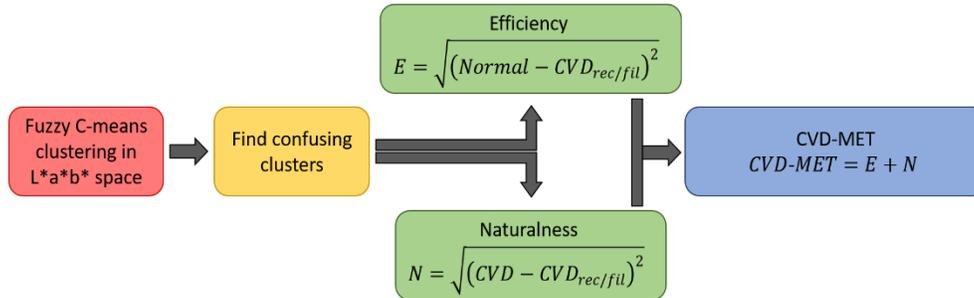 Fuzzy C-means
clustering in
L*a*b* space
Find confusing
clusters
Efficiency
E = √(Normal − CVD_rec/fil)²
Naturalness
N = √(CVD − CVD_rec/fil)²
CVD-MET
CVD-MET = E + N